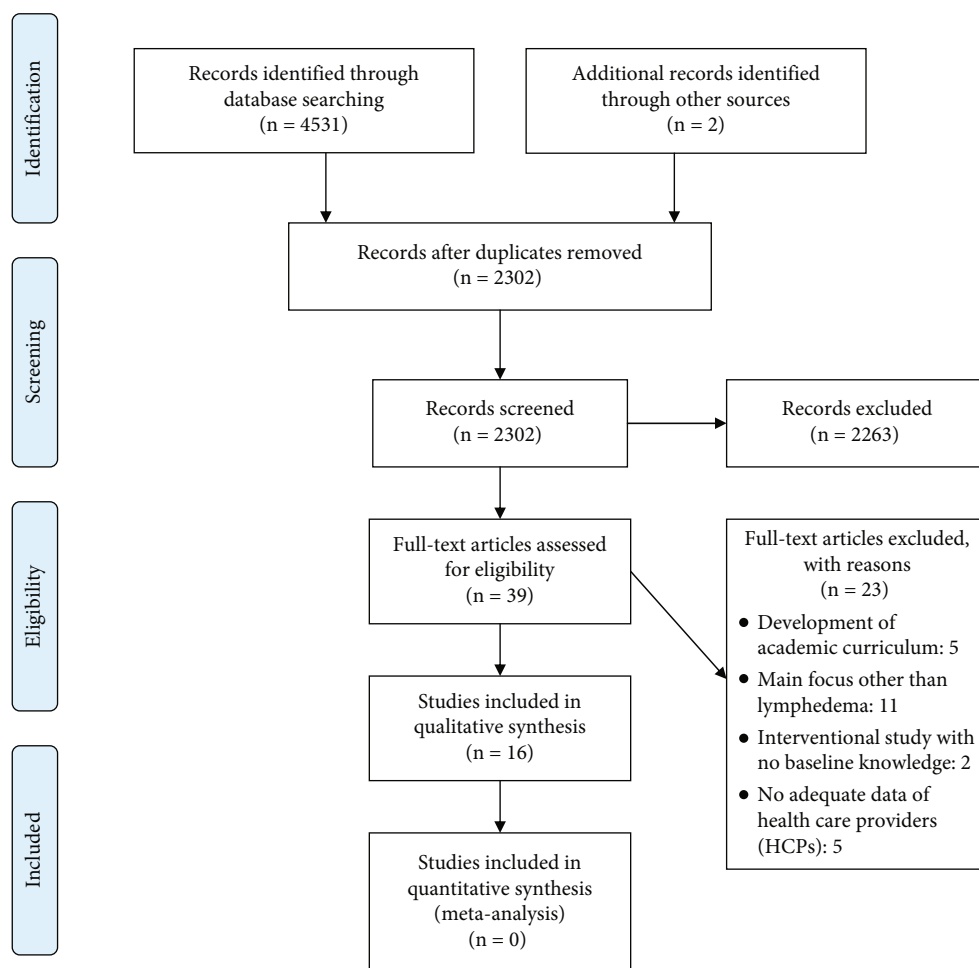 Identification
Records identified through
database searching
(n = 4531)
Additional records identified
through other sources
(n = 2)
Records after duplicates removed
(n = 2302)
Screening
Records screened
(n = 2302)
Records excluded
(n = 2263)
Eligibility
Full-text articles assessed
for eligibility
(n = 39)
Full-text articles excluded,
with reasons
(n = 23)
• Development of
academic curriculum: 5
• Main focus other than
lymphedema: 11
• Interventional study with
no baseline knowledge: 2
• No adequate data of
health care providers
(HCPs): 5
Studies included in
qualitative synthesis
(n = 16)
Included
Studies included in
quantitative synthesis
(meta-analysis)
(n = 0)